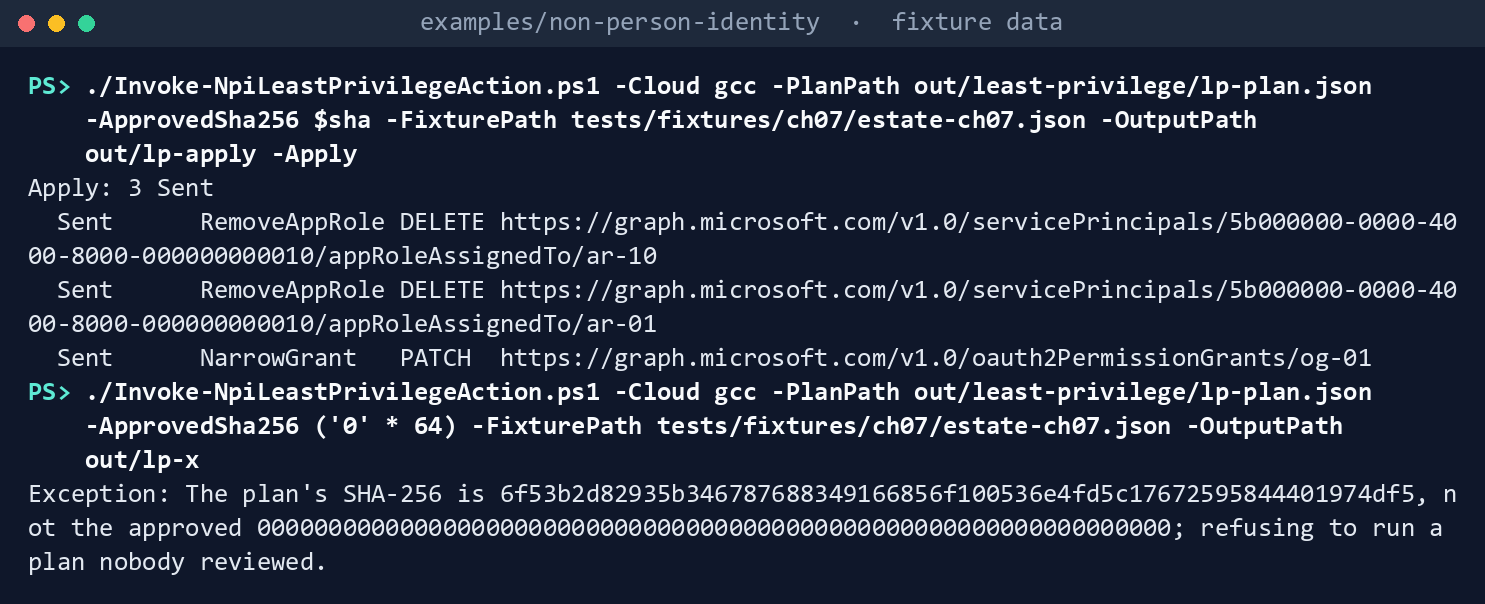 examples/non-person-identity · fixture data
PS> ./Invoke-NpiLeastPrivilegeAction.ps1 -Cloud gcc -PlanPath out/least-privilege/lp-plan.json
-ApprovedSha256 $sha -FixturePath tests/fixtures/ch07/estate-ch07.json -OutputPath
out/lp-apply -Apply
Apply: 3 Sent
Sent RemoveAppRole DELETE https://graph.microsoft.com/v1.0/servicePrincipals/5b000000-0000-40
00-8000-000000000010/appRoleAssignedTo/ar-10
Sent RemoveAppRole DELETE https://graph.microsoft.com/v1.0/servicePrincipals/5b000000-0000-40
00-8000-000000000010/appRoleAssignedTo/ar-01
Sent NarrowGrant PATCH https://graph.microsoft.com/v1.0/oauth2PermissionGrants/og-01
PS> ./Invoke-NpiLeastPrivilegeAction.ps1 -Cloud gcc -PlanPath out/least-privilege/lp-plan.json
-ApprovedSha256 ('0' * 64) -FixturePath tests/fixtures/ch07/estate-ch07.json -OutputPath
out/lp-x
Exception: The plan's SHA-256 is 6f53b2d82935b346787688349166856f100536e4fd5c17672595844401974df5, n
ot the approved 0000000000000000000000000000000000000000000000000000000000000000; refusing to run a
plan nobody reviewed.